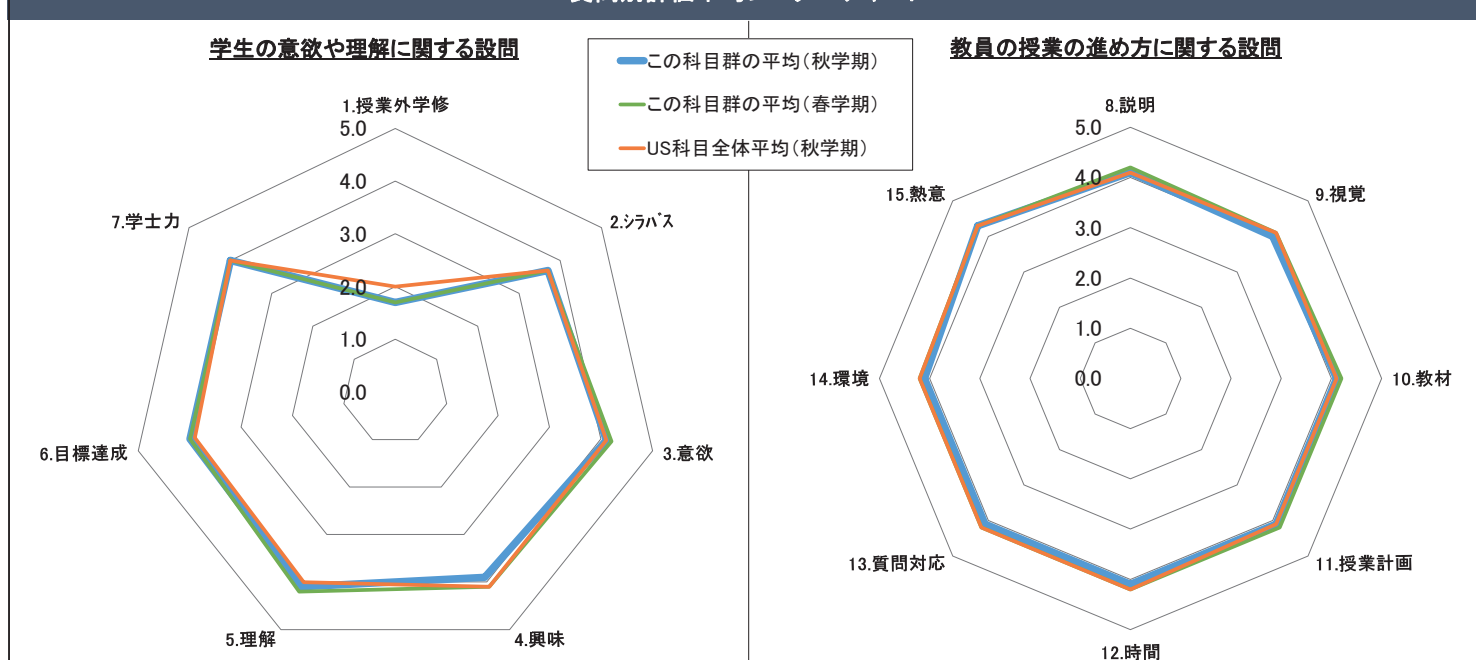 学生の意欲や理解に関する設問
この科目群の平均(秋学期)
この科目群の平均(春学期)
US科目全体平均(秋学期)
教員の授業の進め方に関する設問
1.授業外学修
5.0
4.0
3.0
2.0
1.0
0.0
2.シラバス
3.意欲
4.興味
5.理解
6.目標達成
7.学士力
8.説明
5.0
4.0
3.0
2.0
1.0
0.0
9.視覚
10.教材
11.授業計画
12.時間
13.質問対応
14.環境
15.熱意